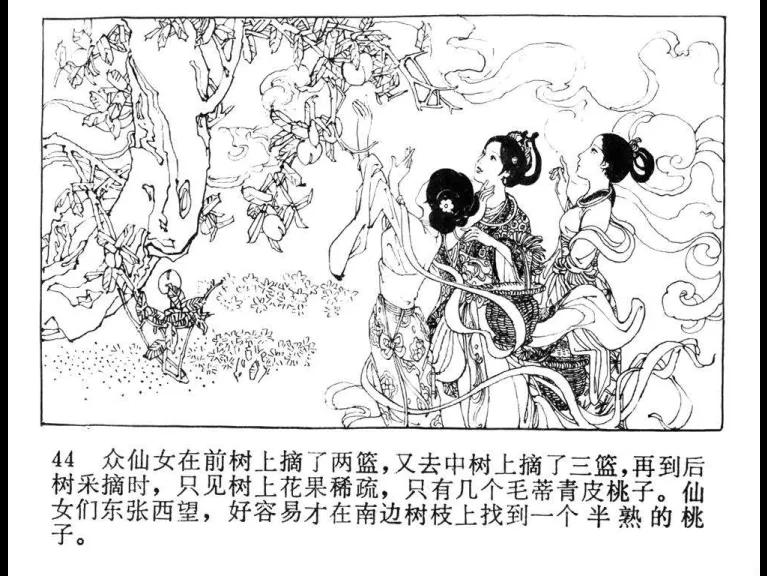 44 众仙女在前树上摘了两篮，又去中树上摘了三篮，再到后
树采摘时，只见树上花果稀疏，只有几个毛蒂青皮桃子。仙
女们东张西望，好容易才在南边树枝上找到一个半熟的桃
子。